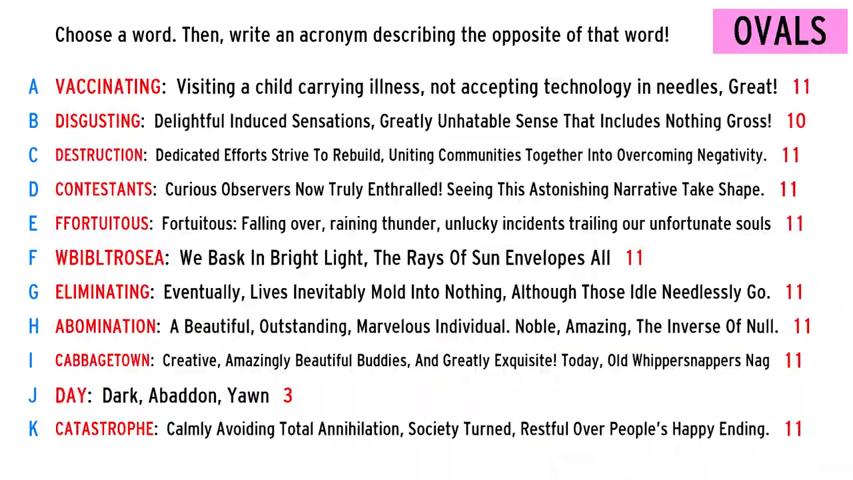 Choose a word. Then, write an acronym describing the opposite of that word!
OVALS
A VACCINATING: Visiting a child carrying illness, not accepting technology in needles, Great! 11
B DISGUSTING: Delightful Induced Sensations, Greatly Unhatable Sense That Includes Nothing Gross! 10
C DESTRUCTION: Dedicated Efforts Strive To Rebuild, Uniting Communities Together Into Overcoming Negativity. 11
D CONTESTANTS: Curious Observers Now Truly Enthralled! Seeing This Astonishing Narrative Take Shape. 11
E FFORTUITOUS: Fortuitous: Falling over, raining thunder, unlucky incidents trailing our unfortunate souls 11
F WBIBLTROSEA: We Bask In Bright Light, The Rays Of Sun Envelopes All 11
G ELIMINATING: Eventually, Lives Inevitably Mold Into Nothing, Although Those Idle Needlessly Go. 11
H ABOMINATION: A Beautiful, Outstanding, Marvelous Individual. Noble, Amazing, The Inverse Of Null. 11
I CABBAGETOWN: Creative, Amazingly Beautiful Buddies, And Greatly Exquisite! Today, Old Whippersnappers Nag 11
J DAY: Dark, Abaddon, Yawn 3
K CATASTROPHE: Calmly Avoiding Total Annihilation, Society Turned, Restful Over People's Happy Ending. 11